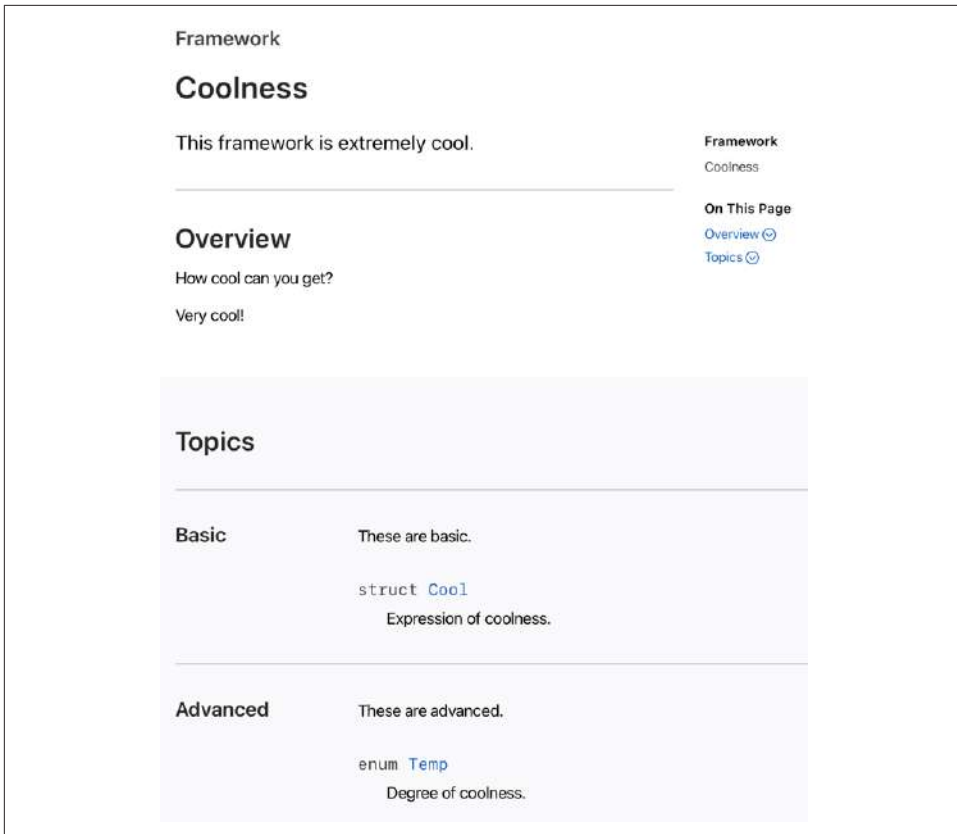 Framework
Coolness
This framework is extremely cool.
Framework
Coolness
On This Page
Overview
Topics
Overview
How cool can you get?
Very cool!
Topics
Basic
These are basic.
struct Cool
Expression of coolness.
Advanced
These are advanced.
enum Temp
Degree of coolness.